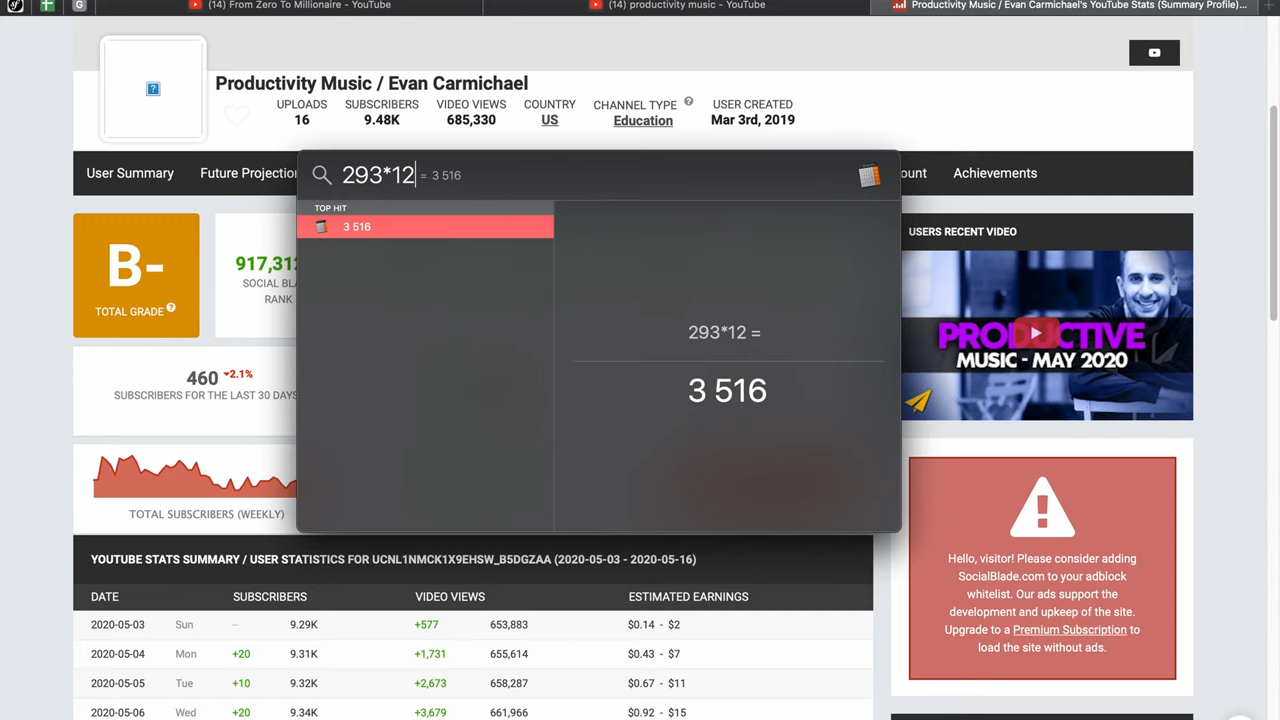 (14) From Zero To Millionaire - YouTube
(14) productivity music - YouTube
Productivity Music / Evan Carmichael's YouTube Stats (Summary Profile)...
Productivity Music / Evan Carmichael
UPLOADS SUBSCRIBERS VIDEO VIEWS COUNTRY CHANNEL TYPE ? USER CREATED
16 9.48K 685,330 US Education Mar 3rd, 2019
User Summary Future Projectio ount Achievements
293*12 = 3 516
TOP HIT
3 516
293*12 =
3 516
B-
TOTAL GRADE ?
917,312
SOCIAL BLA
RANK
460 -2.1%
SUBSCRIBERS FOR THE LAST 30 DAYS
TOTAL SUBSCRIBERS (WEEKLY)
USERS RECENT VIDEO
PRODUCTIVE
MUSIC - MAY 2020
Hello, visitor! Please consider adding
SocialBlade.com to your adblock
whitelist. Our ads support the
development and upkeep of the site.
Upgrade to a Premium Subscription to
load the site without ads.
YOUTUBE STATS SUMMARY / USER STATISTICS FOR UCNL1NMCK1X9EHSW_B5DGZAA (2020-05-03 - 2020-05-16)
DATE SUBSCRIBERS VIDEO VIEWS ESTIMATED EARNINGS
2020-05-03 Sun -- 9.29K +577 653,883 $0.14 - $2
2020-05-04 Mon +20 9.31K +1,731 655,614 $0.43 - $7
2020-05-05 Tue +10 9.32K +2,673 658,287 $0.67 - $11
2020-05-06 Wed +20 9.34K +3,679 661,966 $0.92 - $15